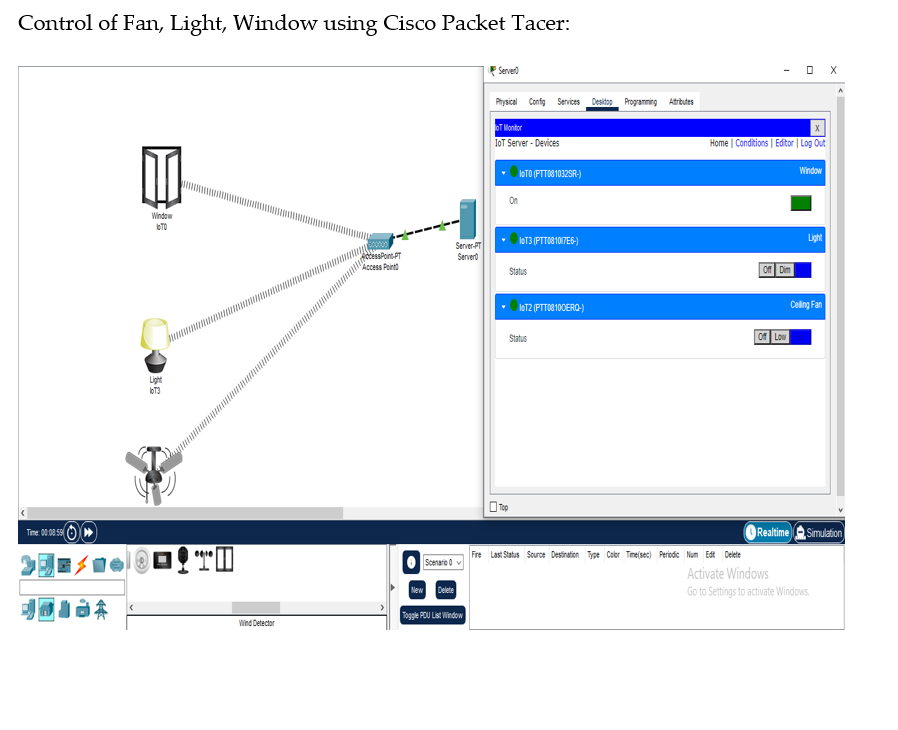 Control of Fan, Light, Window using Cisco Packet Tacer:
Server0
Physical Config Services Desktop Programming Attributes
IoT Monitor X
IoT Server - Devices Home | Conditions | Editor | Log Out
IoT0 (PTT081032SR-) Window
On
IoT3 (PTT0810I7E6-) Light
Status Off Dim
IoT2 (PTT0810OERQ-) Ceiling Fan
Status Off Low
Top
Window
IoT0
AccessPoint-PT
Access Point0
Server-PT
Server0
Light
IoT3
Time: 00:08:59 Realtime Simulation
Scenario 0
New Delete
Toggle PDU List Window
Fire Last Status Source Destination Type Color Time(sec) Periodic Num Edit Delete
Activate Windows
Go to Settings to activate Windows.
Wind Detector